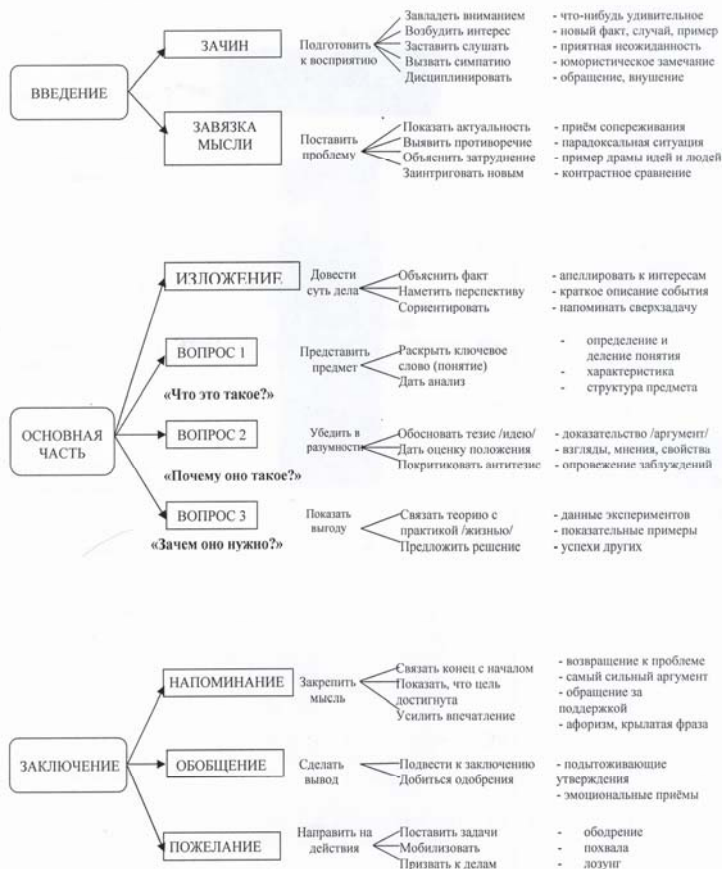 Завладеть вниманием - что-нибудь удивительное
ЗАЧИН Подготовить Возбудить интерес - новый факт, случай, пример
к восприятию Заставить слушать - приятная неожиданность
Вызвать симпатию - юмористическое замечание
Дисциплинировать - обращение, внушение
ВВЕДЕНИЕ
ЗАВЯЗКА Поставить Показать актуальность - приём сопереживания
МЫСЛИ проблему Выявить противоречие - парадоксальная ситуация
Объяснить затруднение - пример драмы идей и людей
Заинтриговать новым - контрастное сравнение
ИЗЛОЖЕНИЕ Довести Объяснить факт - апеллировать к интересам
суть дела Наметить перспективу - краткое описание события
Сориентировать - напоминать сверхзадачу
ВОПРОС 1 Представить Раскрыть ключевое - определение и
предмет слово (понятие) деление понятия
Дать анализ - характеристика
«Что это такое?» - структура предмета
ОСНОВНАЯ
ЧАСТЬ
ВОПРОС 2 Убедить в Обосновать тезис /идею/ - доказательство /аргумент/
разумности Дать оценку положения - взгляды, мнения, свойства
«Почему оно такое?» Покритиковать антитезис - опровежение заблуждений
ВОПРОС 3 Показать Связать теорию с - данные экспериментов
выгоду практикой /жизнью/ - показательные примеры
«Зачем оно нужно?» Предложить решение - успехи других
НАПОМИНАНИЕ Закрепить Связать конец с началом - возвращение к проблеме
мысль Показать, что цель - самый сильный аргумент
достигнута - обращение за
поддержкой
Усилить впечатление - афоризм, крылатая фраза
ЗАКЛЮЧЕНИЕ
ОБОБЩЕНИЕ Сделать Подвести к заключению - подытоживающие
вывод Добиться одобрения утверждения
- эмоциональные приёмы
ПОЖЕЛАНИЕ Направить на Поставить задачи - ободрение
действия Мобилизовать - похвала
Призвать к делам - лозунг